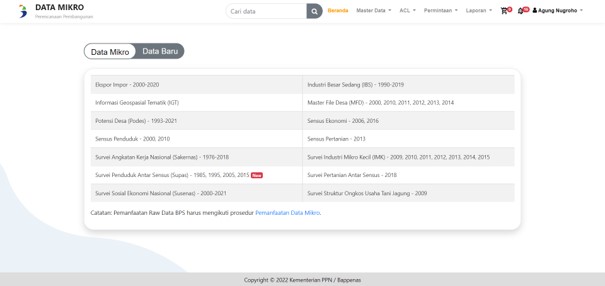 DATA MIKRO
Perencanaan Pembangunan
Cari data
Beranda
Master Data
ACL
Permintaan
Laporan
Agung Nugroho
Data Mikro
Data Baru
Ekspor Impor - 2000-2020
Industri Besar Sedang (IBS) - 1990-2019
Informasi Geospasial Tematik (IGT)
Master File Desa (MFD) - 2000, 2010, 2011, 2012, 2013, 2014
Potensi Desa (Podes) - 1993-2021
Sensus Ekonomi - 2006, 2016
Sensus Penduduk - 2000, 2010
Sensus Pertanian - 2013
Survei Angkatan Kerja Nasional (Sakernas) - 1976-2018
Survei Industri Mikro Kecil (IMK) - 2009, 2010, 2011, 2012, 2013, 2014, 2015
Survei Penduduk Antar Sensus (Supas) - 1985, 1995, 2005, 2015 New
Survei Pertanian Antar Sensus - 2018
Survei Sosial Ekonomi Nasional (Susenas) - 2000-2021
Survei Struktur Ongkos Usaha Tani Jagung - 2009
Catatan: Pemanfaatan Raw Data BPS harus mengikuti prosedur Pemanfaatan Data Mikro.
Copyright © 2022 Kementerian PPN / Bappenas